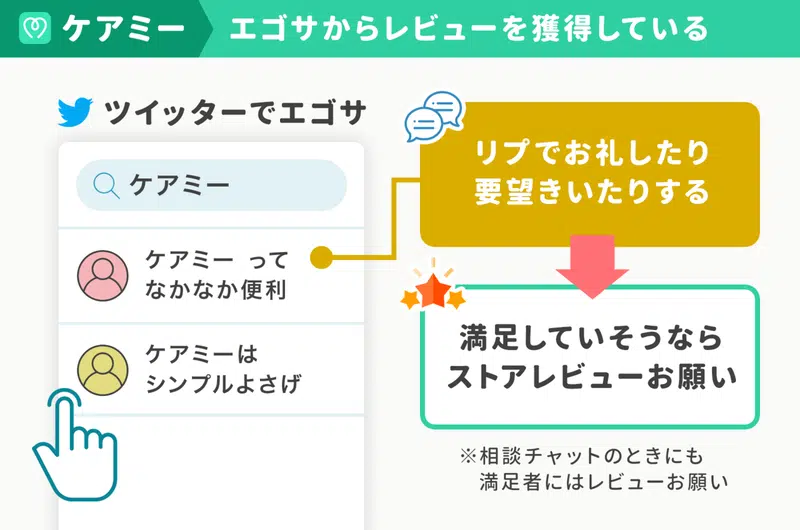 ケアミー
エゴサからレビューを獲得している
ツイッターでエゴサ
ケアミー
ケアミー って
なかなか便利
ケアミーは
シンプルよさげ
リプでお礼したり
要望きいたりする
満足していそうなら
ストアレビューお願い
※相談チャットのときにも
満足者にはレビューお願い